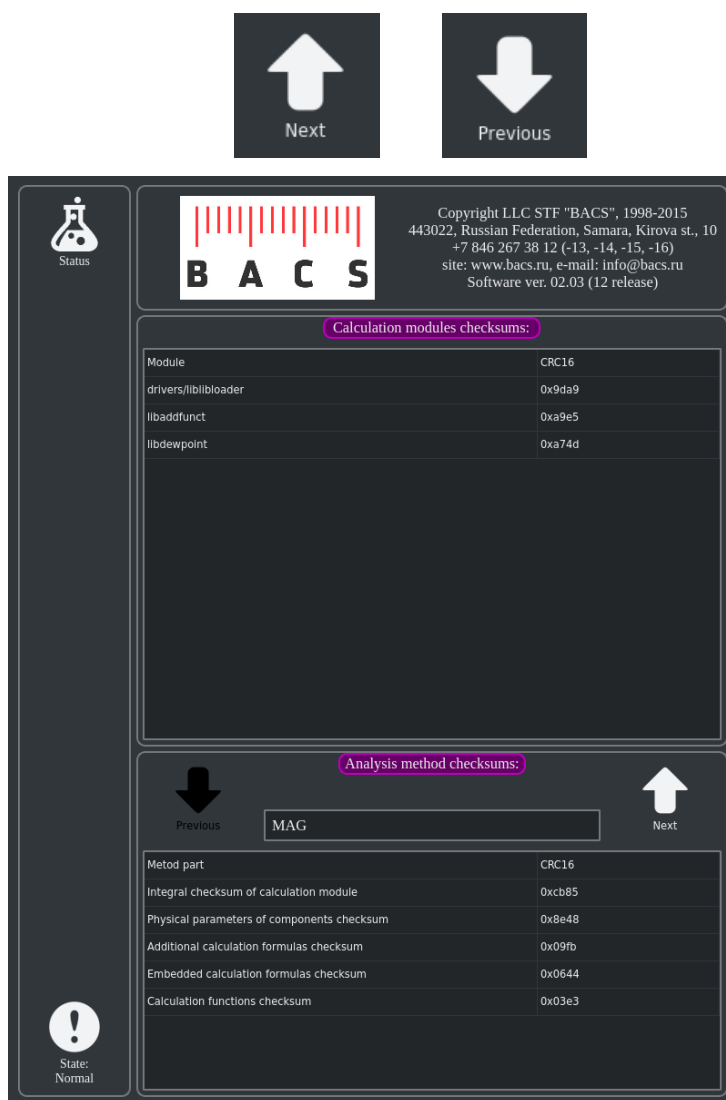 Next
Previous
Status
B A C S
Copyright LLC STF "BACS", 1998-2015
443022, Russian Federation, Samara, Kirova st., 10
+7 846 267 38 12 (-13, -14, -15, -16)
site: www.bacs.ru, e-mail: info@bacs.ru
Software ver. 02.03 (12 release)
Calculation modules checksums:
Module CRC16
drivers/liblibloader 0x9da9
libaddfunct 0xa9e5
libdewpoint 0xa74d
Analysis method checksums:
Previous
MAG
Next
Metod part CRC16
Integral checksum of calculation module 0xcb85
Physical parameters of components checksum 0x8e48
Additional calculation formulas checksum 0x09fb
Embedded calculation formulas checksum 0x0644
Calculation functions checksum 0x03e3
State:
Normal